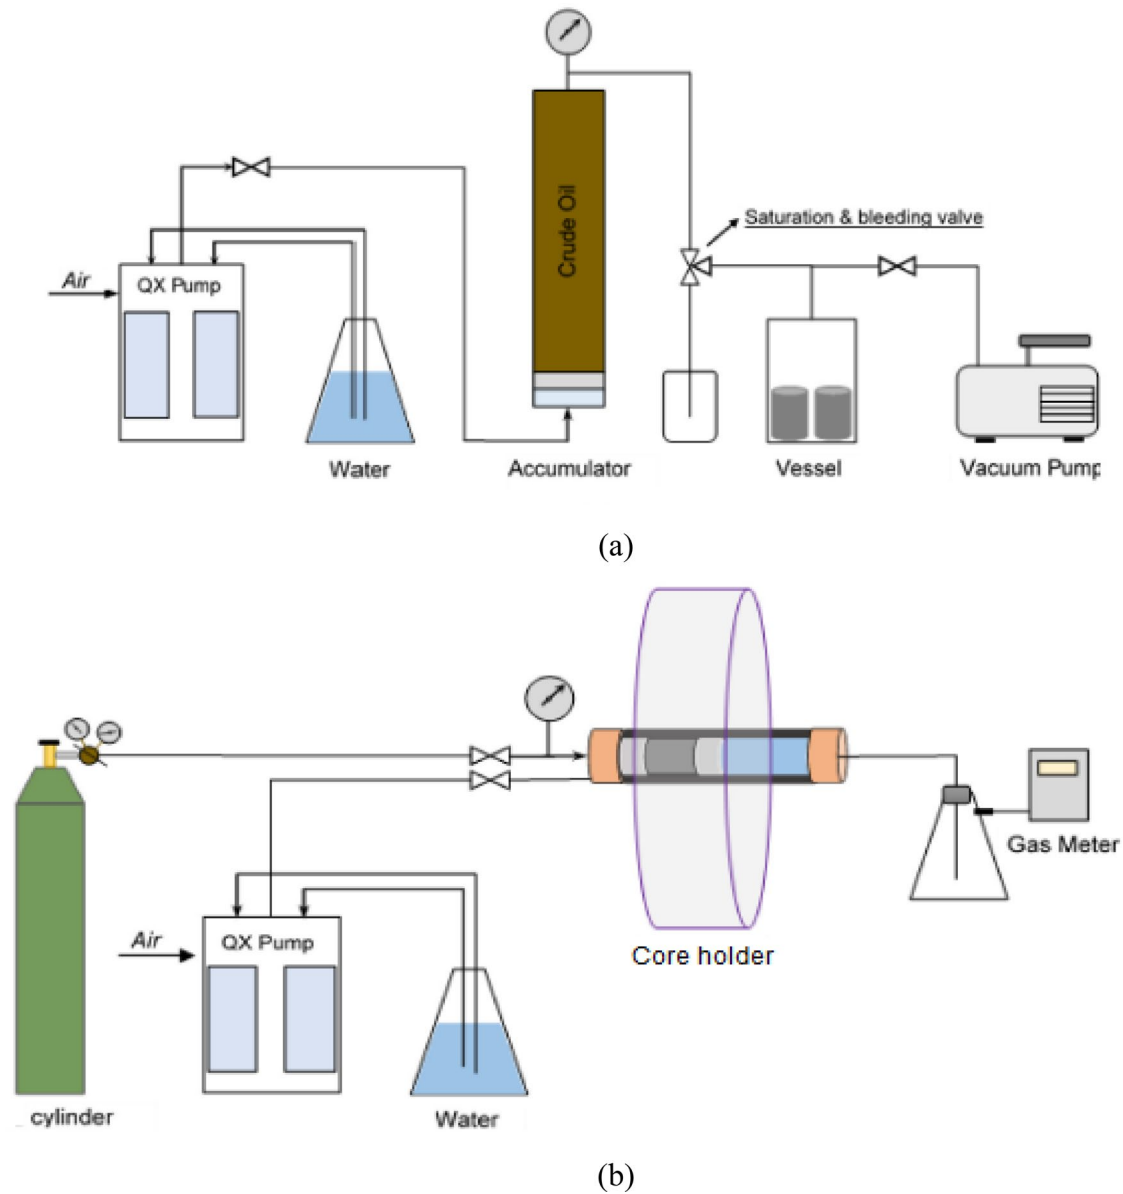 Crude Oil
Saturation & bleeding valve
Air
QX Pump
Water
Accumulator
Vessel
Vacuum Pump
(a)
Gas Meter
Core holder
Air
QX Pump
cylinder
Water
(b)